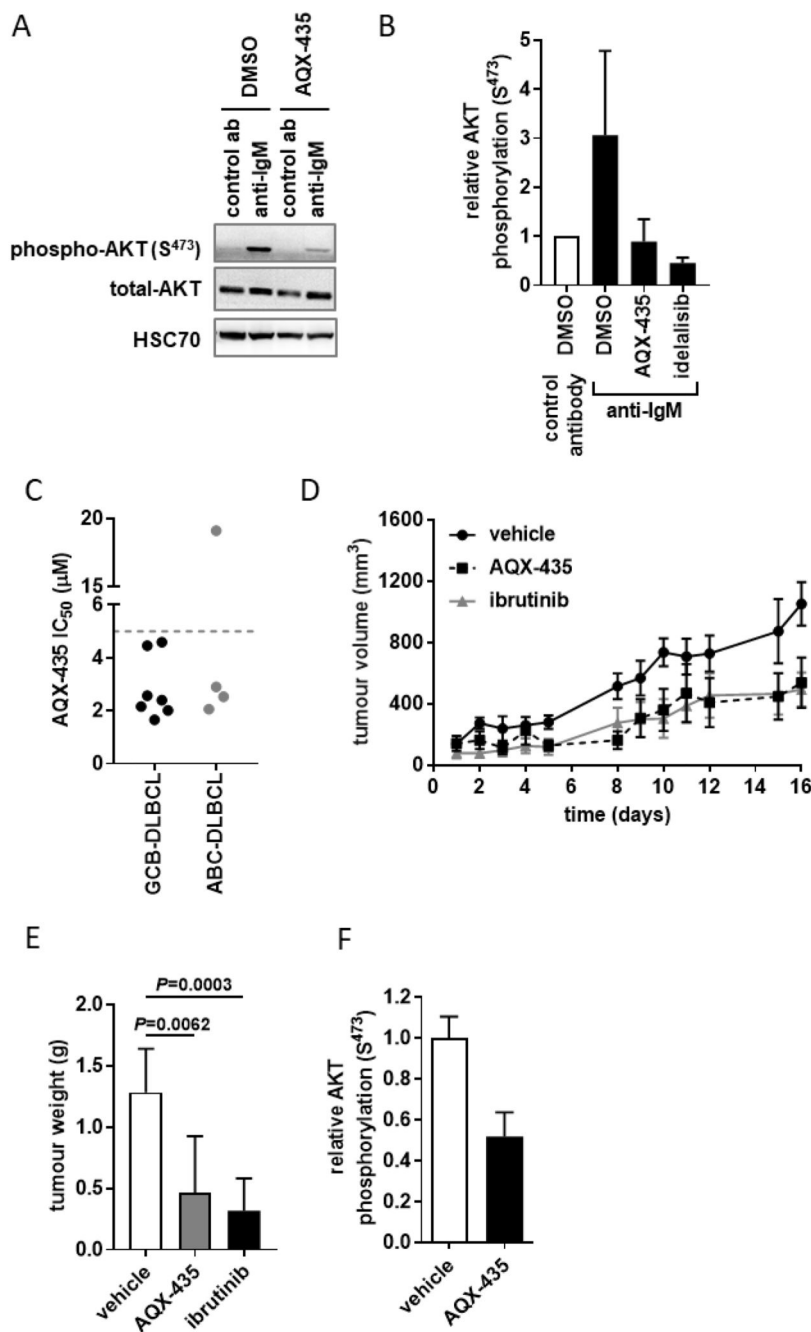 A
DMSO
AQX-435
control ab
anti-IgM
control ab
anti-IgM
phospho-AKT (S473)
total-AKT
HSC70
B
relative AKT
phosphorylation (S473)
5
4
3
2
1
0
DMSO
DMSO
AQX-435
idelalisib
control
antibody
anti-IgM
C
AQX-435 IC50 (μM)
20
15
6
4
2
0
GCB-DLBCL
ABC-DLBCL
D
tumour volume (mm3)
1600
1200
800
400
0
vehicle
AQX-435
ibrutinib
0 2 4 6 8 10 12 14 16
time (days)
E
P=0.0003
P=0.0062
tumour weight (g)
2.0
1.5
1.0
0.5
0.0
vehicle
AQX-435
ibrutinib
F
relative AKT
phosphorylation (S473)
1.2
1.0
0.8
0.6
0.4
0.2
0.0
vehicle
AQX-435